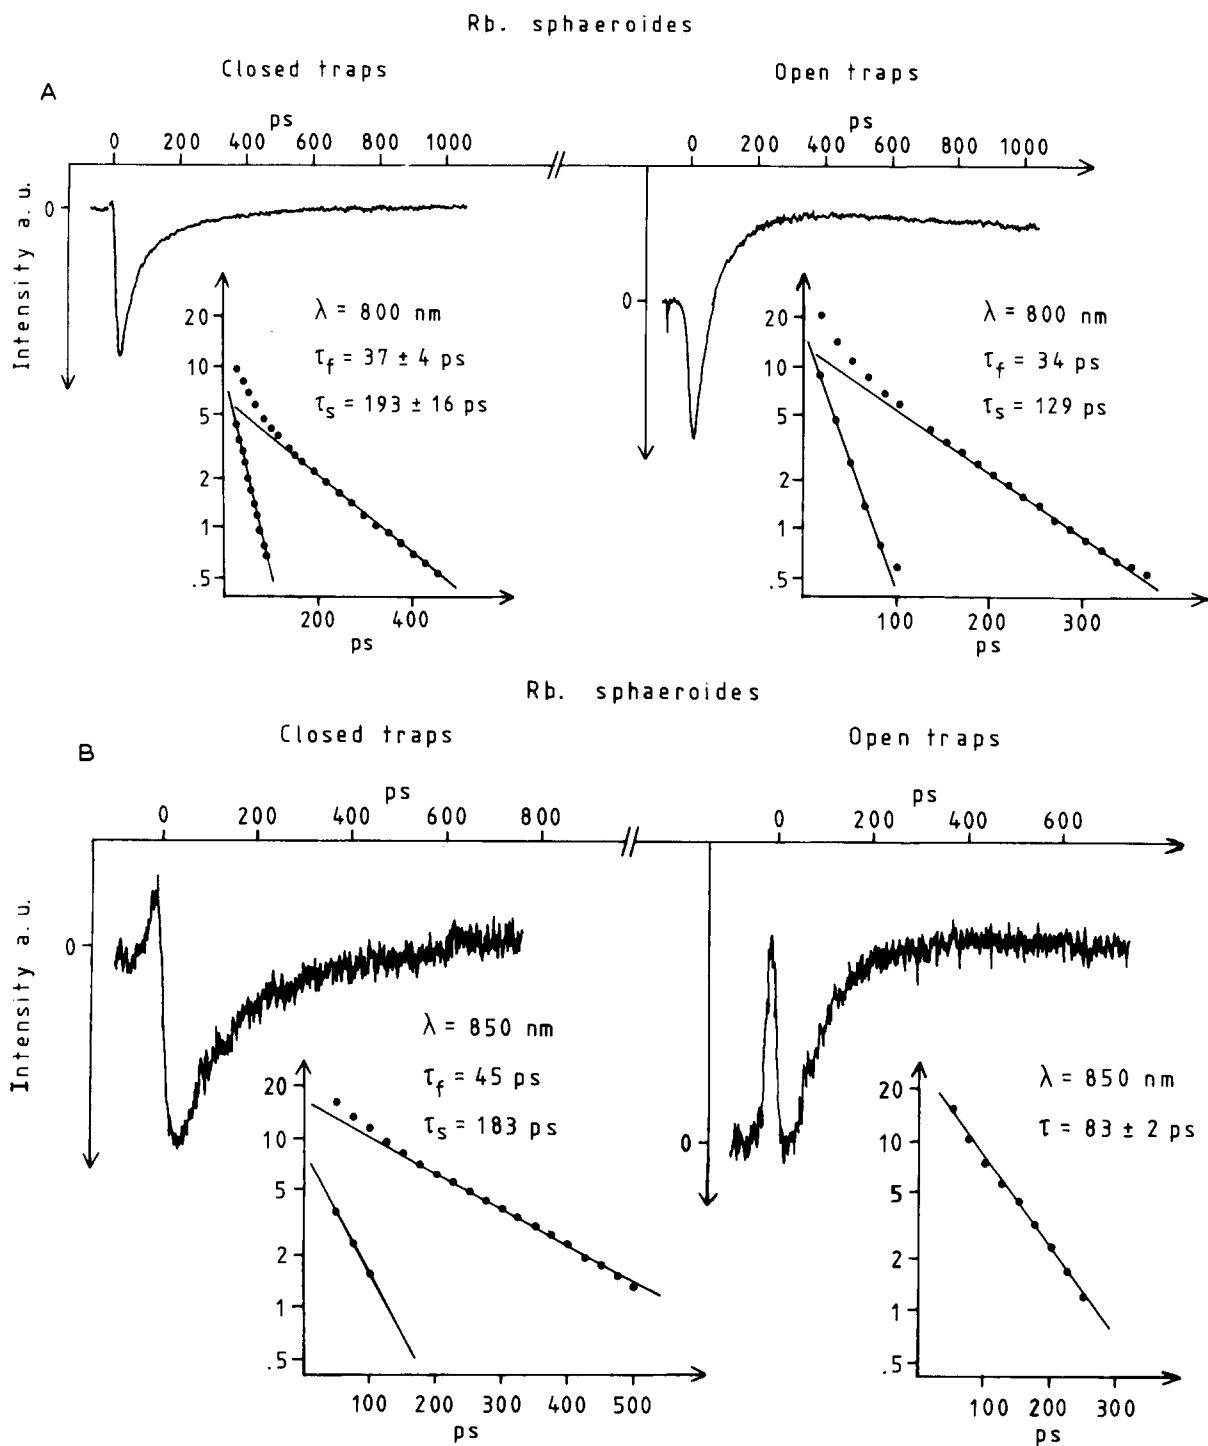 Rb. sphaeroides
Closed traps
Open traps
A
ps
ps
0 200 400 600 800 1000
0 200 400 600 800 1000
Intensity a.u.
0
0
λ = 800 nm
τf = 37 ± 4 ps
τs = 193 ± 16 ps
20
10
5
2
1
.5
200 400
ps
λ = 800 nm
τf = 34 ps
τs = 129 ps
20
10
5
2
1
.5
100 200 300
ps
Rb. sphaeroides
Closed traps
Open traps
B
ps
ps
0 200 400 600 800
0 200 400 600
Intensity a.u.
0
0
λ = 850 nm
τf = 45 ps
τs = 183 ps
20
10
5
2
1
.5
100 200 300 400 500
ps
λ = 850 nm
τ = 83 ± 2 ps
20
10
5
2
1
.5
100 200 300
ps